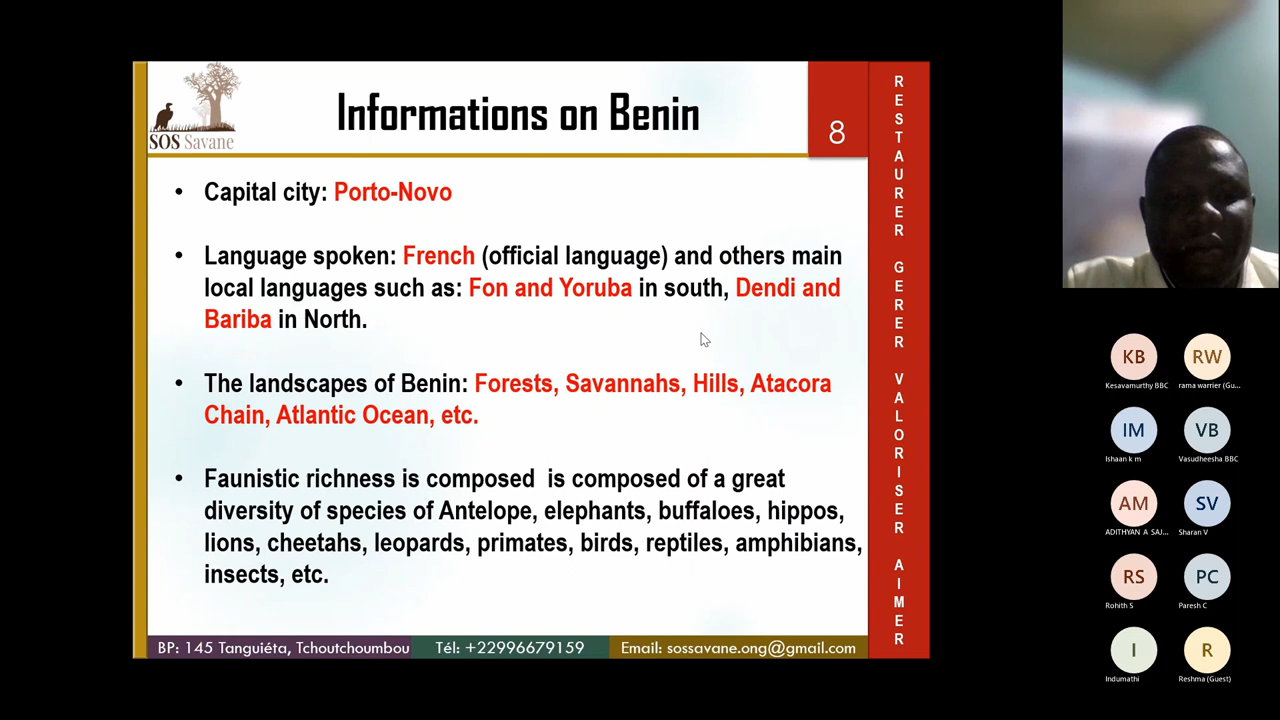 SOS Savane
Informations on Benin
8
• Capital city: Porto-Novo
• Language spoken: French (official language) and others main
local languages such as: Fon and Yoruba in south, Dendi and
Bariba in North.
• The landscapes of Benin: Forests, Savannahs, Hills, Atacora
Chain, Atlantic Ocean, etc.
• Faunistic richness is composed  is composed of a great
diversity of species of Antelope, elephants, buffaloes, hippos,
lions, cheetahs, leopards, primates, birds, reptiles, amphibians,
insects, etc.
BP: 145 Tanguiéta, Tchoutchoumbou
Tél: +22996679159
Email: sossavane.ong@gmail.com
RESTAURER GERER VALORISER AIMER
KB
RW
Kesavamurthy BBC
rama warrier (Gu...
IM
VB
Ishaan k m
Vasudheesha BBC
AM
SV
ADITHYAN A SAJ...
Sharan V
RS
PC
Rohith S
Paresh C
I
R
Indumathi
Reshma (Guest)